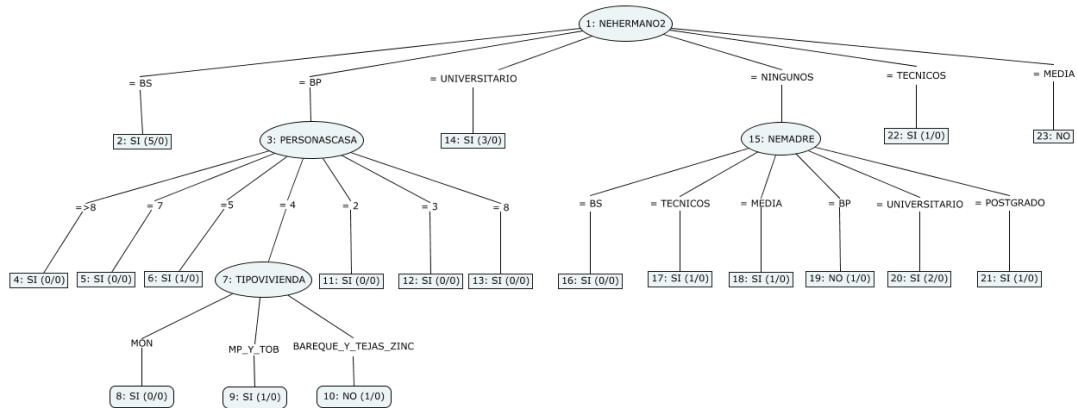 1: NEHERMANO2
= BS
= BP
= UNIVERSITARIO
= NINGUNOS
= TECNICOS
= MEDIA
2: SI (5/0)
3: PERSONASCASA
14: SI (3/0)
15: NEMADRE
22: SI (1/0)
23: NO
=>8
= 7
=5
= 4
= 2
= 3
= 8
= BS
= TECNICOS
= MEDIA
= BP
= UNIVERSITARIO
= POSTGRADO
4: SI (0/0)
5: SI (0/0)
6: SI (1/0)
7: TIPOVIVIENDA
11: SI (0/0)
12: SI (0/0)
13: SI (0/0)
16: SI (0/0)
17: SI (1/0)
18: SI (1/0)
19: NO (1/0)
20: SI (2/0)
21: SI (1/0)
MON
MP_Y_TOB
BAREQUE_Y_TEJAS_ZINC
8: SI (0/0)
9: SI (1/0)
10: NO (1/0)